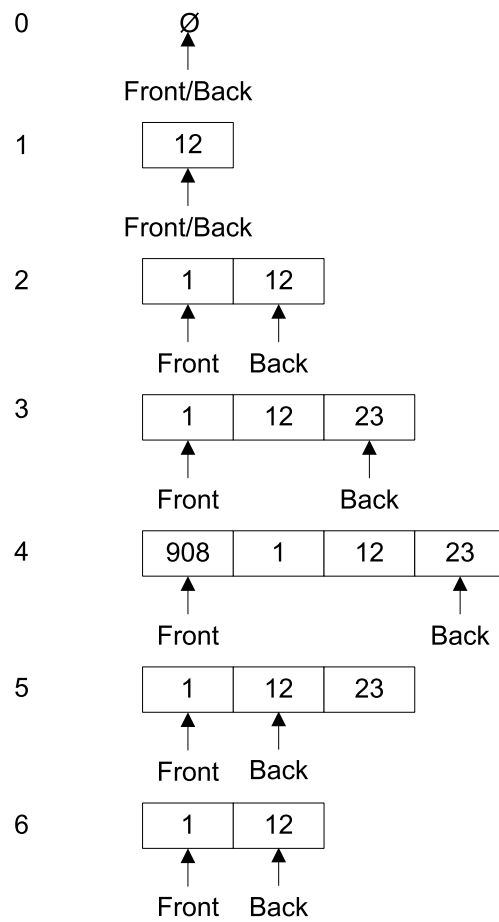 0 Ø
Front/Back
1 12
Front/Back
2 1 12
Front Back
3 1 12 23
Front Back
4 908 1 12 23
Front Back
5 1 12 23
Front Back
6 1 12
Front Back